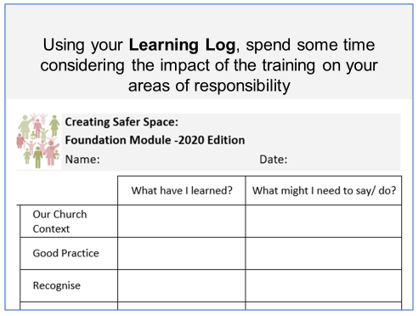 Using your Learning Log, spend some time
considering the impact of the training on your
areas of responsibility
Creating Safer Space:
Foundation Module -2020 Edition
Name: Date:
What have I learned? What might I need to say/ do?
Our Church
Context
Good Practice
Recognise